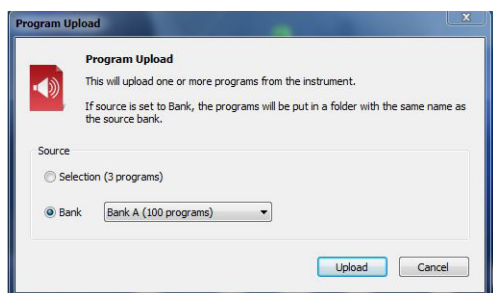 Program Upload
Program Upload
This will upload one or more programs from the instrument.
If source is set to Bank, the programs will be put in a folder with the same name as
the source bank.
Source
Selection (3 programs)
Bank
Bank A (100 programs)
Upload
Cancel